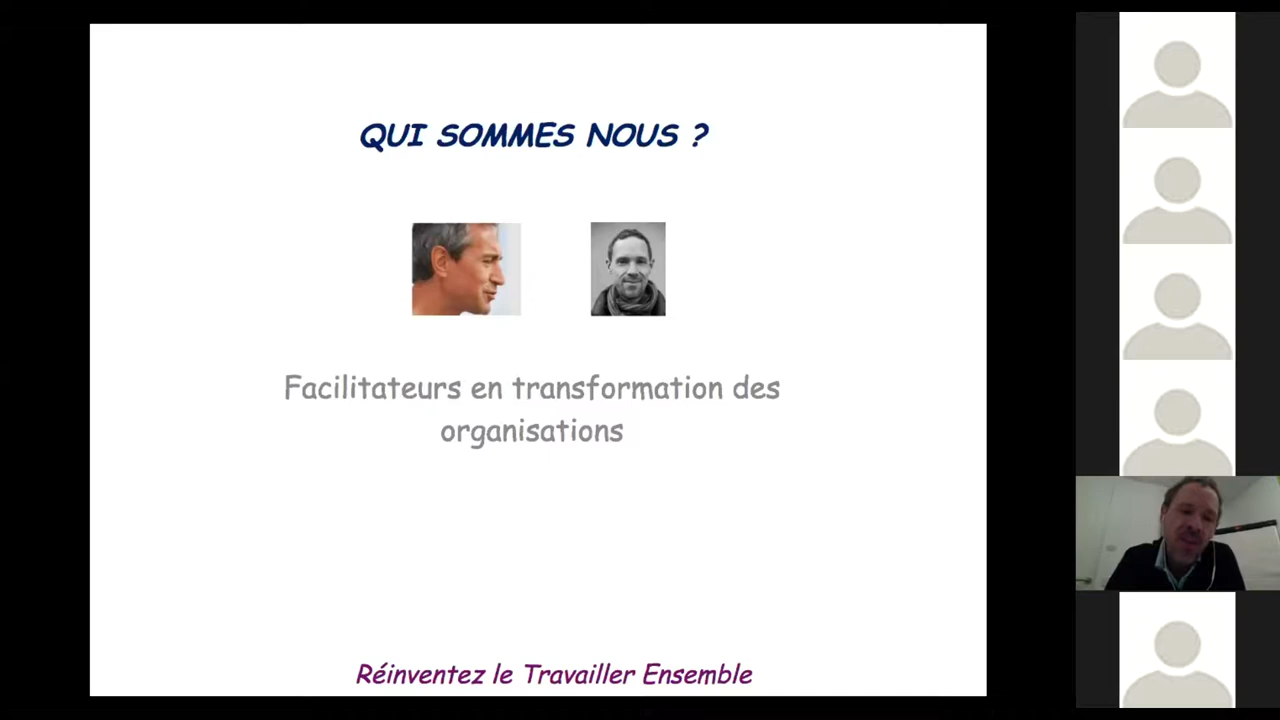 QUI SOMMES NOUS ?
Facilitateurs en transformation des
organisations
Réinventez le Travailler Ensemble